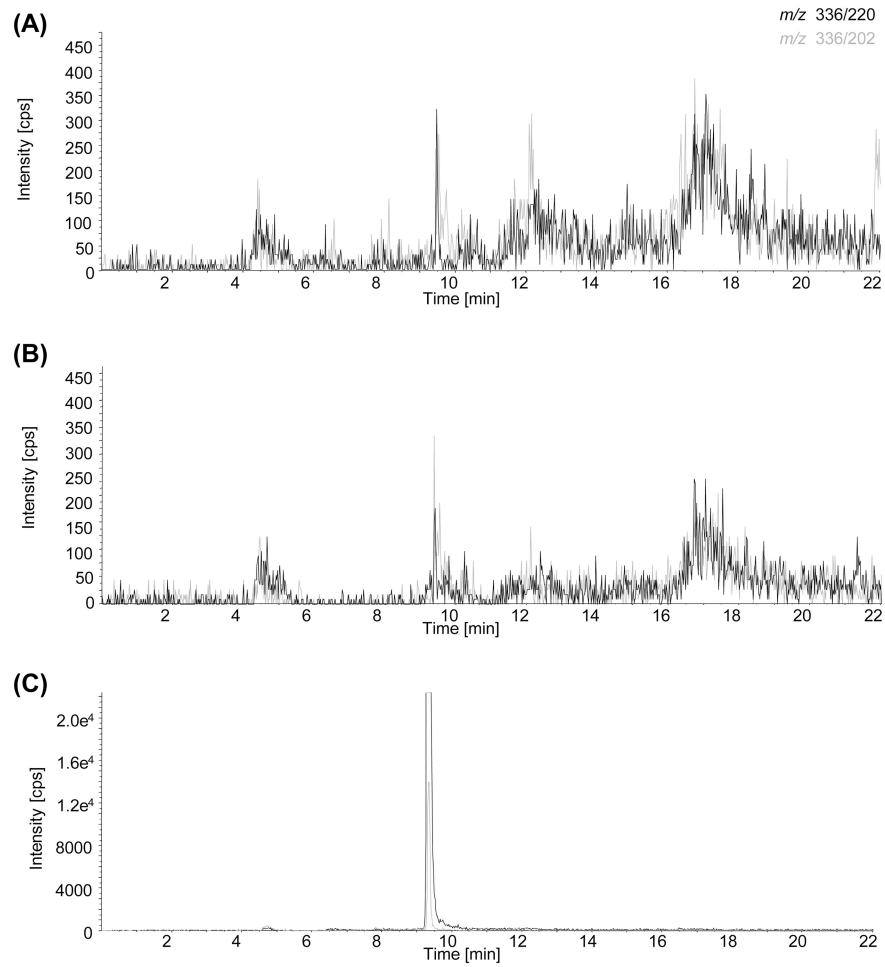 m/z 336/220
m/z 336/202
(A)
Intensity [cps]
450
400
350
300
250
200
150
100
50
0
2 4 6 8 10 12 14 16 18 20 22
Time [min]
(B)
Intensity [cps]
450
400
350
300
250
200
150
100
50
0
2 4 6 8 10 12 14 16 18 20 22
Time [min]
(C)
Intensity [cps]
2.0e⁴
1.6e⁴
1.2e⁴
8000
4000
0
2 4 6 8 10 12 14 16 18 20 22
Time [min]